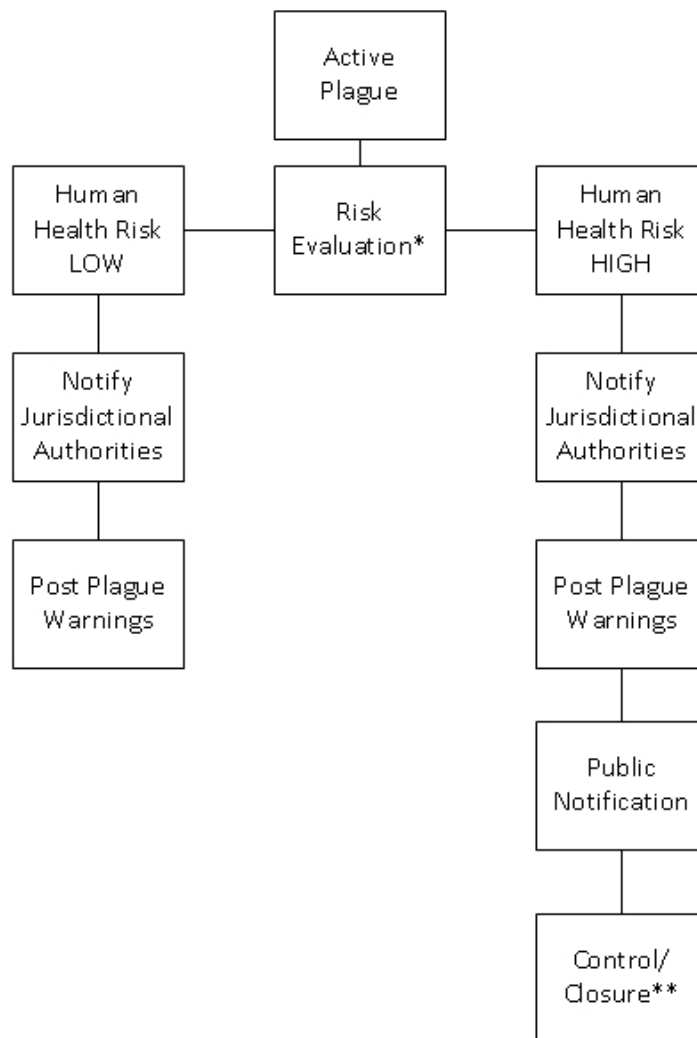 Active
Plague
Human
Health Risk
LOW
Risk
Evaluation*
Human
Health Risk
HIGH
Notify
Jurisdictional
Authorities
Notify
Jurisdictional
Authorities
Post Plague
Warnings
Post Plague
Warnings
Public
Notification
Control/
Closure**